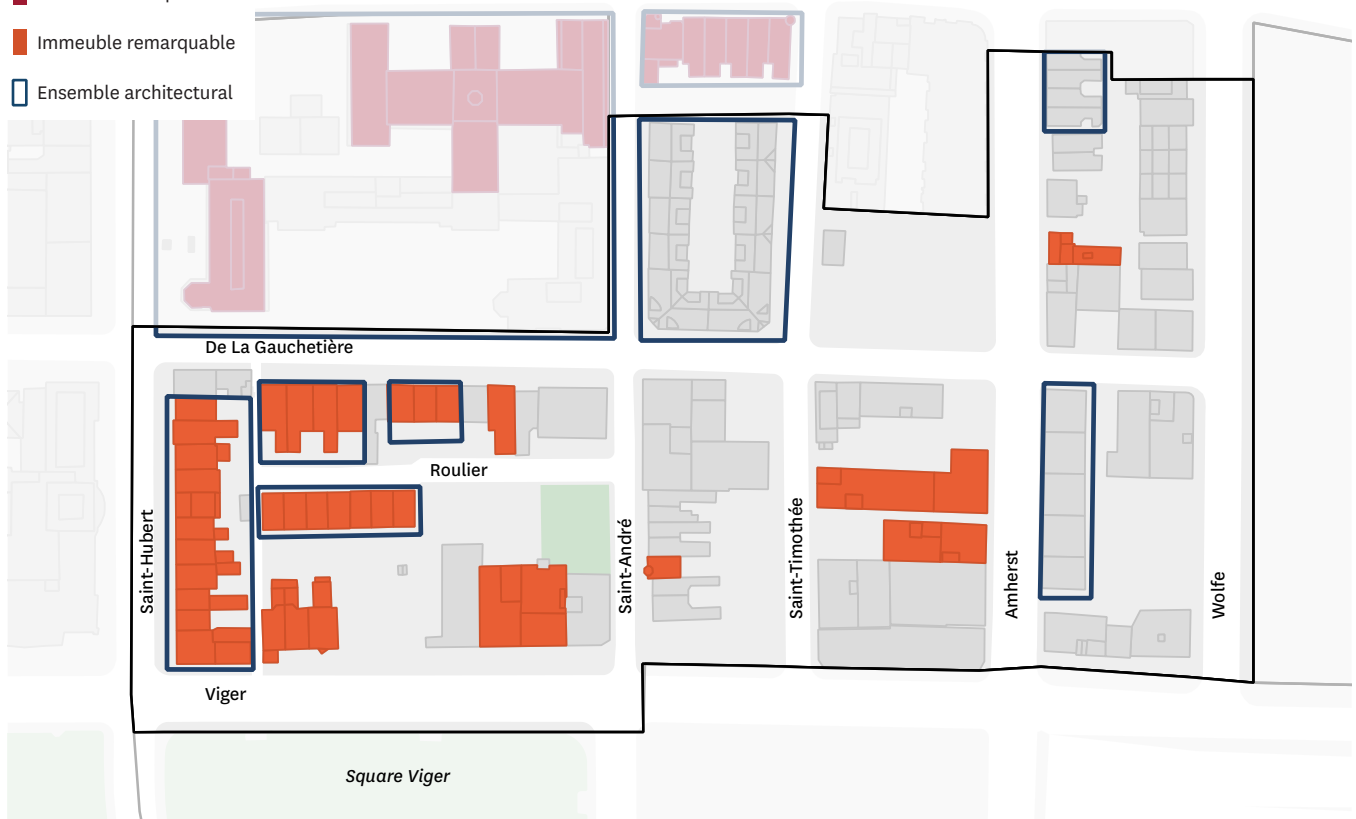 Immeuble remarquable
Ensemble architectural
De La Gauchetière
Roulier
Saint-Hubert
Saint-André
Saint-Timothée
Amherst
Wolfe
Viger
Square Viger